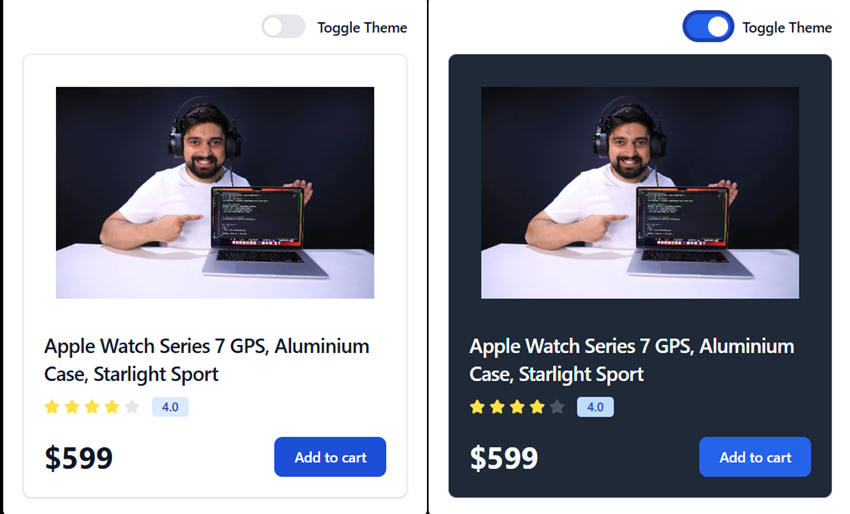 Toggle Theme
Apple Watch Series 7 GPS, Aluminium
Case, Starlight Sport
4.0
$599
Add to cart
Toggle Theme
Apple Watch Series 7 GPS, Aluminium
Case, Starlight Sport
4.0
$599
Add to cart